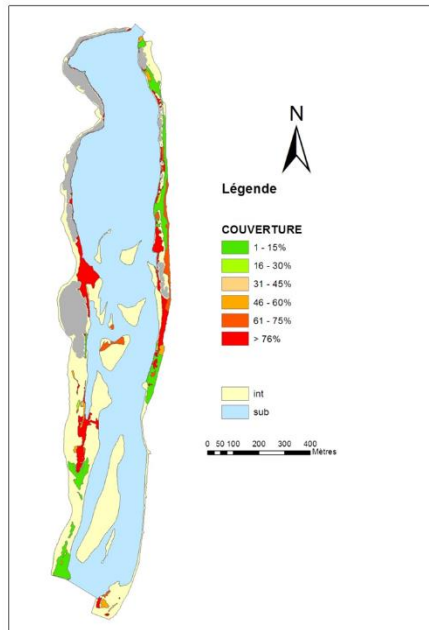 N
Légende
COUVERTURE
1 - 15%
16 - 30%
31 - 45%
46 - 60%
61 - 75%
> 76%
int
sub
0 50 100 200 300 400
Mètres